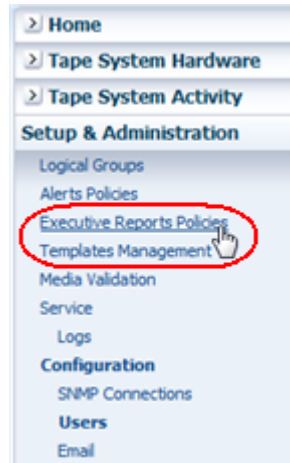 Home
Tape System Hardware
Tape System Activity
Setup & Administration
Logical Groups
Alerts Policies
Executive Reports Policies
Templates Management
Media Validation
Service
Logs
Configuration
SNMP Connections
Users
Email